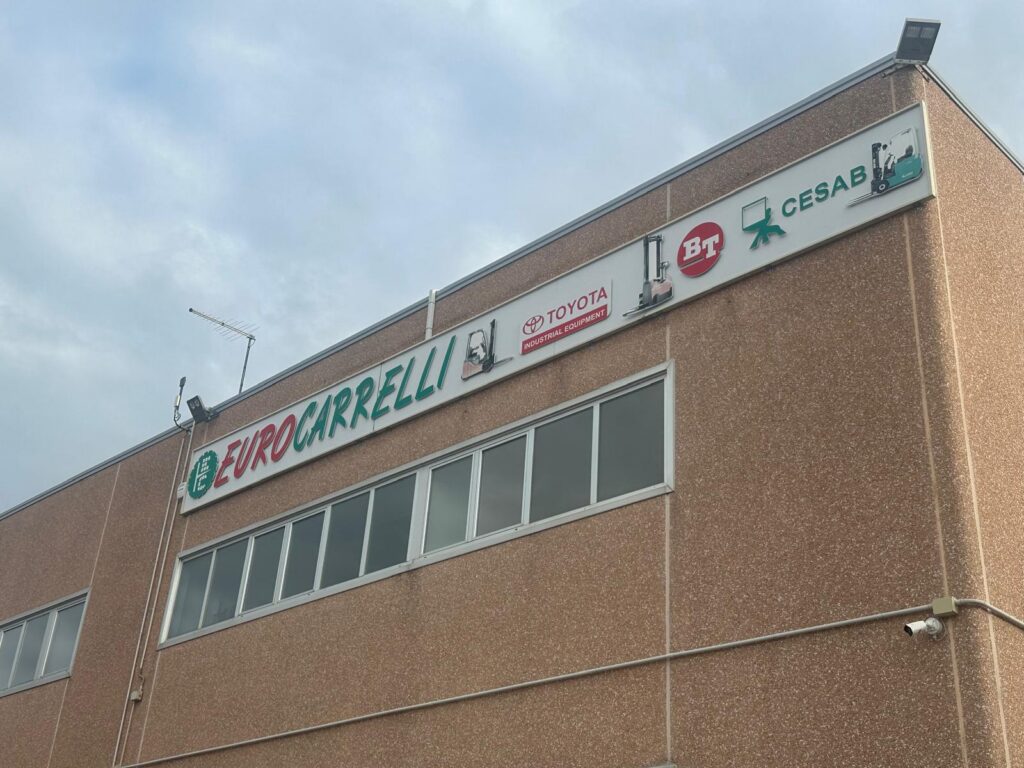 EUROCARRELLI
TOYOTA
INDUSTRIAL EQUIPMENT
BT
CESAB